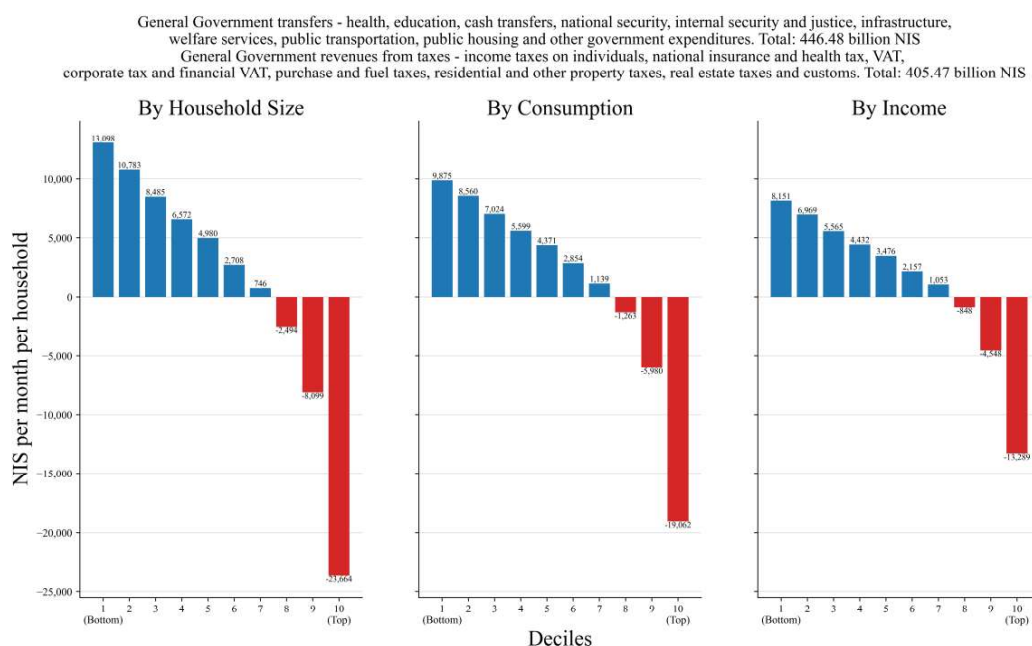 General Government transfers - health, education, cash transfers, national security, internal security and justice, infrastructure,
welfare services, public transportation, public housing and other government expenditures. Total: 446.48 billion NIS
General Government revenues from taxes - income taxes on individuals, national insurance and health tax, VAT,
corporate tax and financial VAT, purchase and fuel taxes, residential and other property taxes, real estate taxes and customs. Total: 405.47 billion NIS
By Household Size
By Consumption
By Income
NIS per month per household
10,000
5,000
0
−5,000
−10,000
−15,000
−20,000
−25,000
13,098
10,783
8,485
6,572
4,980
2,708
746
-2,494
-8,099
-23,664
9,875
8,560
7,024
5,599
4,371
2,854
1,139
-1,263
-5,980
-19,062
8,151
6,969
5,565
4,432
3,476
2,157
1,053
-848
-4,548
-13,289
1 2 3 4 5 6 7 8 9 10
(Bottom) (Top)
1 2 3 4 5 6 7 8 9 10
(Bottom) (Top)
1 2 3 4 5 6 7 8 9 10
(Bottom) (Top)
Deciles